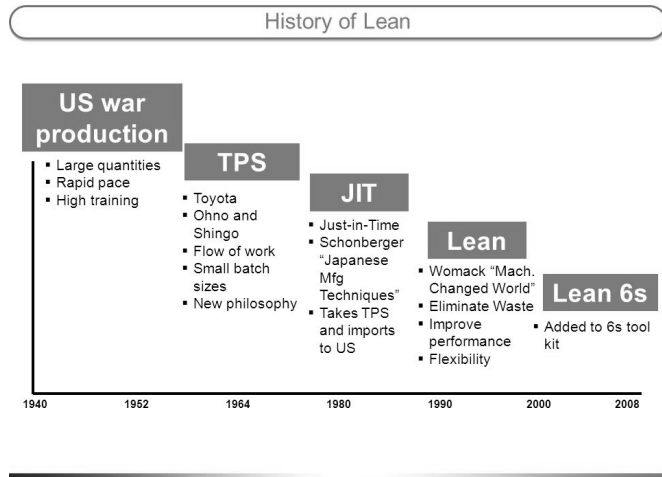 History of Lean
US war
production
▪ Large quantities
▪ Rapid pace
▪ High training
TPS
▪ Toyota
▪ Ohno and
Shingo
▪ Flow of work
▪ Small batch
sizes
▪ New philosophy
JIT
▪ Just-in-Time
▪ Schonberger
“Japanese
Mfg
Techniques”
▪ Takes TPS
and imports
to US
Lean
▪ Womack “Mach.
Changed World”
▪ Eliminate Waste
▪ Improve
performance
▪ Flexibility
Lean 6s
▪ Added to 6s tool
kit
1940 1952 1964 1980 1990 2000 2008